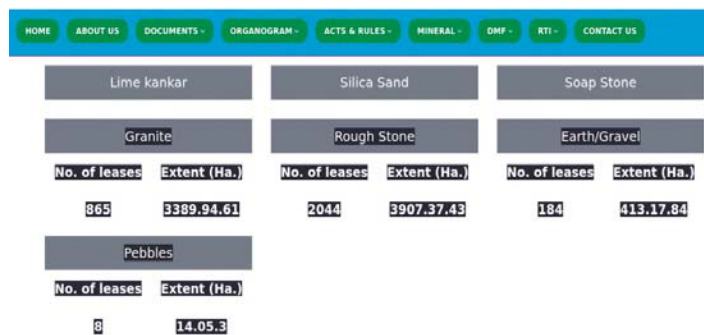 HOME ABOUT US DOCUMENTS ORGANOGRAM ACTS & RULES MINERAL DMF RTI CONTACT US
Lime kankar Silica Sand Soap Stone
Granite Rough Stone Earth/Gravel
No. of leases Extent (Ha.) No. of leases Extent (Ha.) No. of leases Extent (Ha.)
865 3389.94.61 2044 3907.37.43 184 413.17.84
Pebbles
No. of leases Extent (Ha.)
8 14.05.3